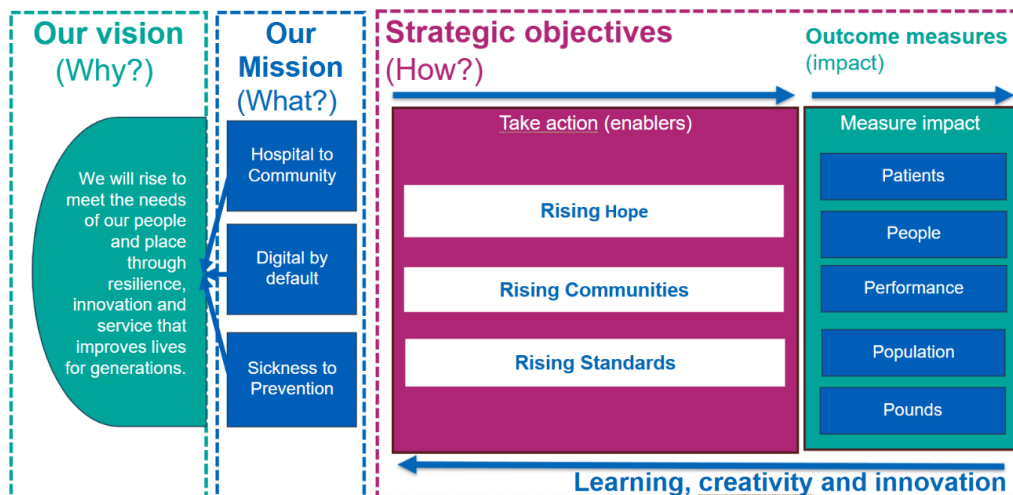 Our vision
(Why?)
We will rise to
meet the needs
of our people
and place
through
resilience,
innovation and
service that
improves lives
for generations.
Our
Mission
(What?)
Hospital to
Community
Digital by
default
Sickness to
Prevention
Strategic objectives
(How?)
Take action (enablers)
Rising Hope
Rising Communities
Rising Standards
Outcome measures
(impact)
Measure impact
Patients
People
Performance
Population
Pounds
Learning, creativity and innovation